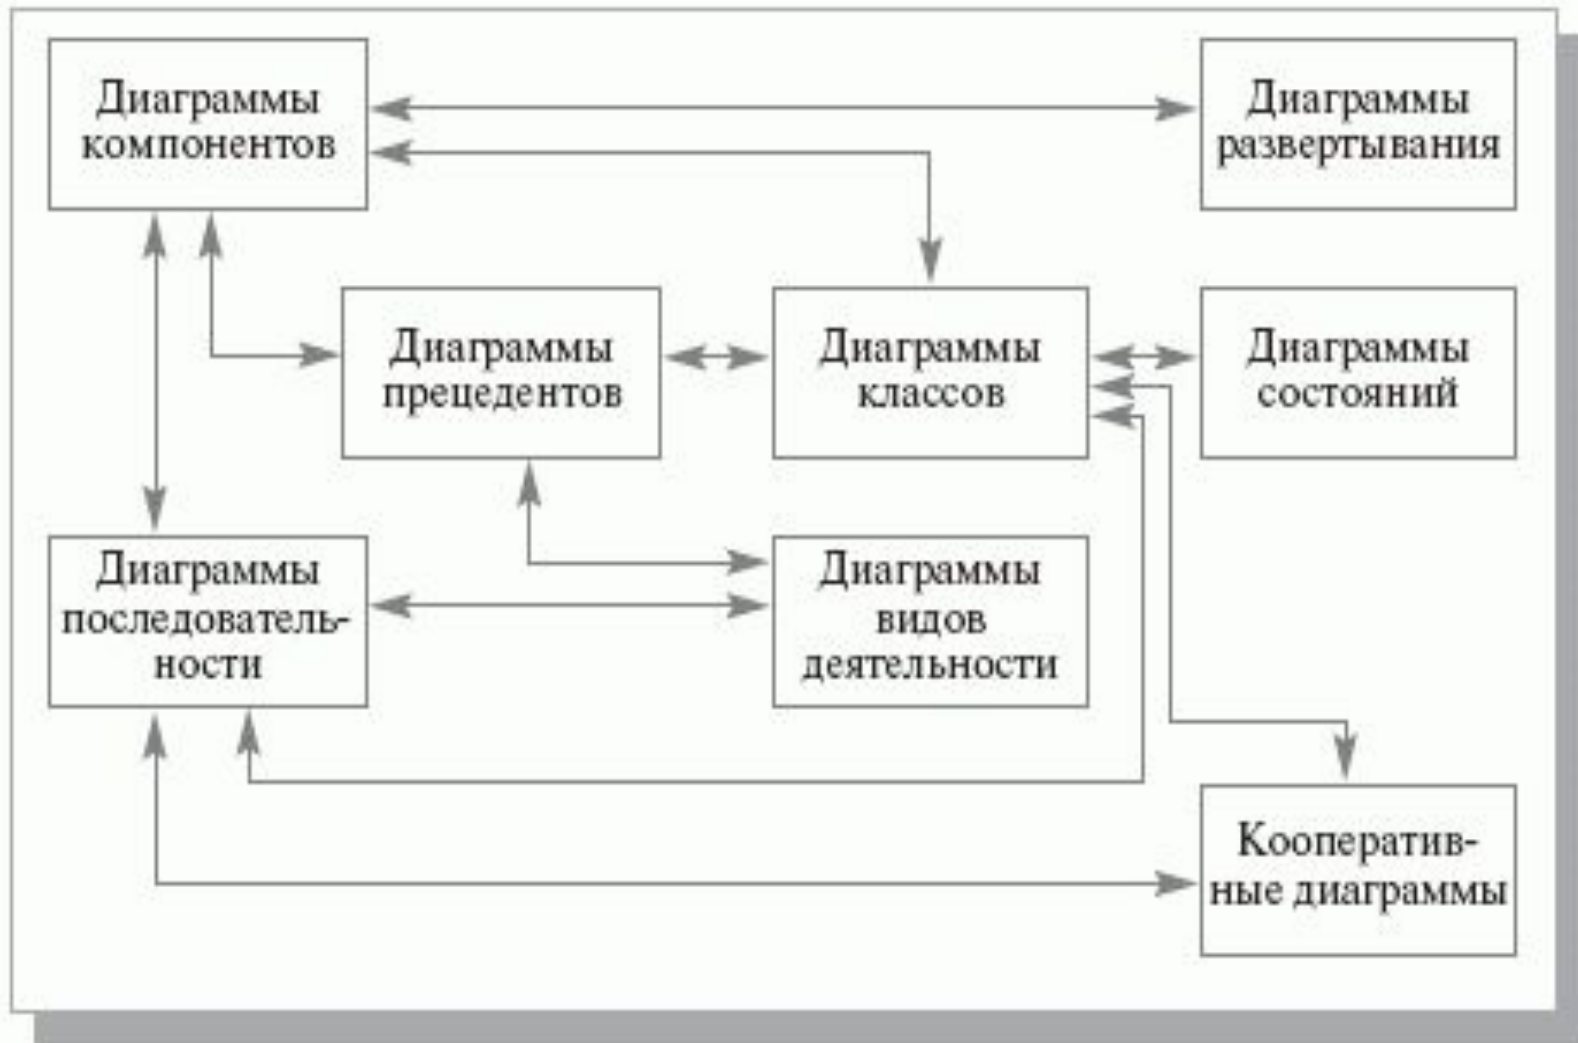 Диаграммы
компонентов
Диаграммы
развертывания
Диаграммы
прецедентов
Диаграммы
классов
Диаграммы
состояний
Диаграммы
последователь-
ности
Диаграммы
видов
деятельности
Кооператив-
ные диаграммы